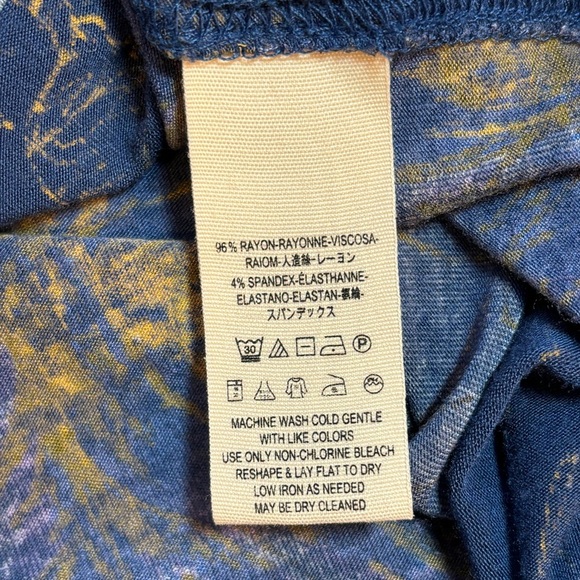 96% RAYON-RAYONNE-VISCOSA-
RAIOM-人造絲-レーヨン
4% SPANDEX-ÉLASTHANNE-
ELASTANO-ELASTAN-氨綸-
スパンデックス
30 P
MACHINE WASH COLD GENTLE
WITH LIKE COLORS
USE ONLY NON-CHLORINE BLEACH
RESHAPE & LAY FLAT TO DRY
LOW IRON AS NEEDED
MAY BE DRY CLEANED